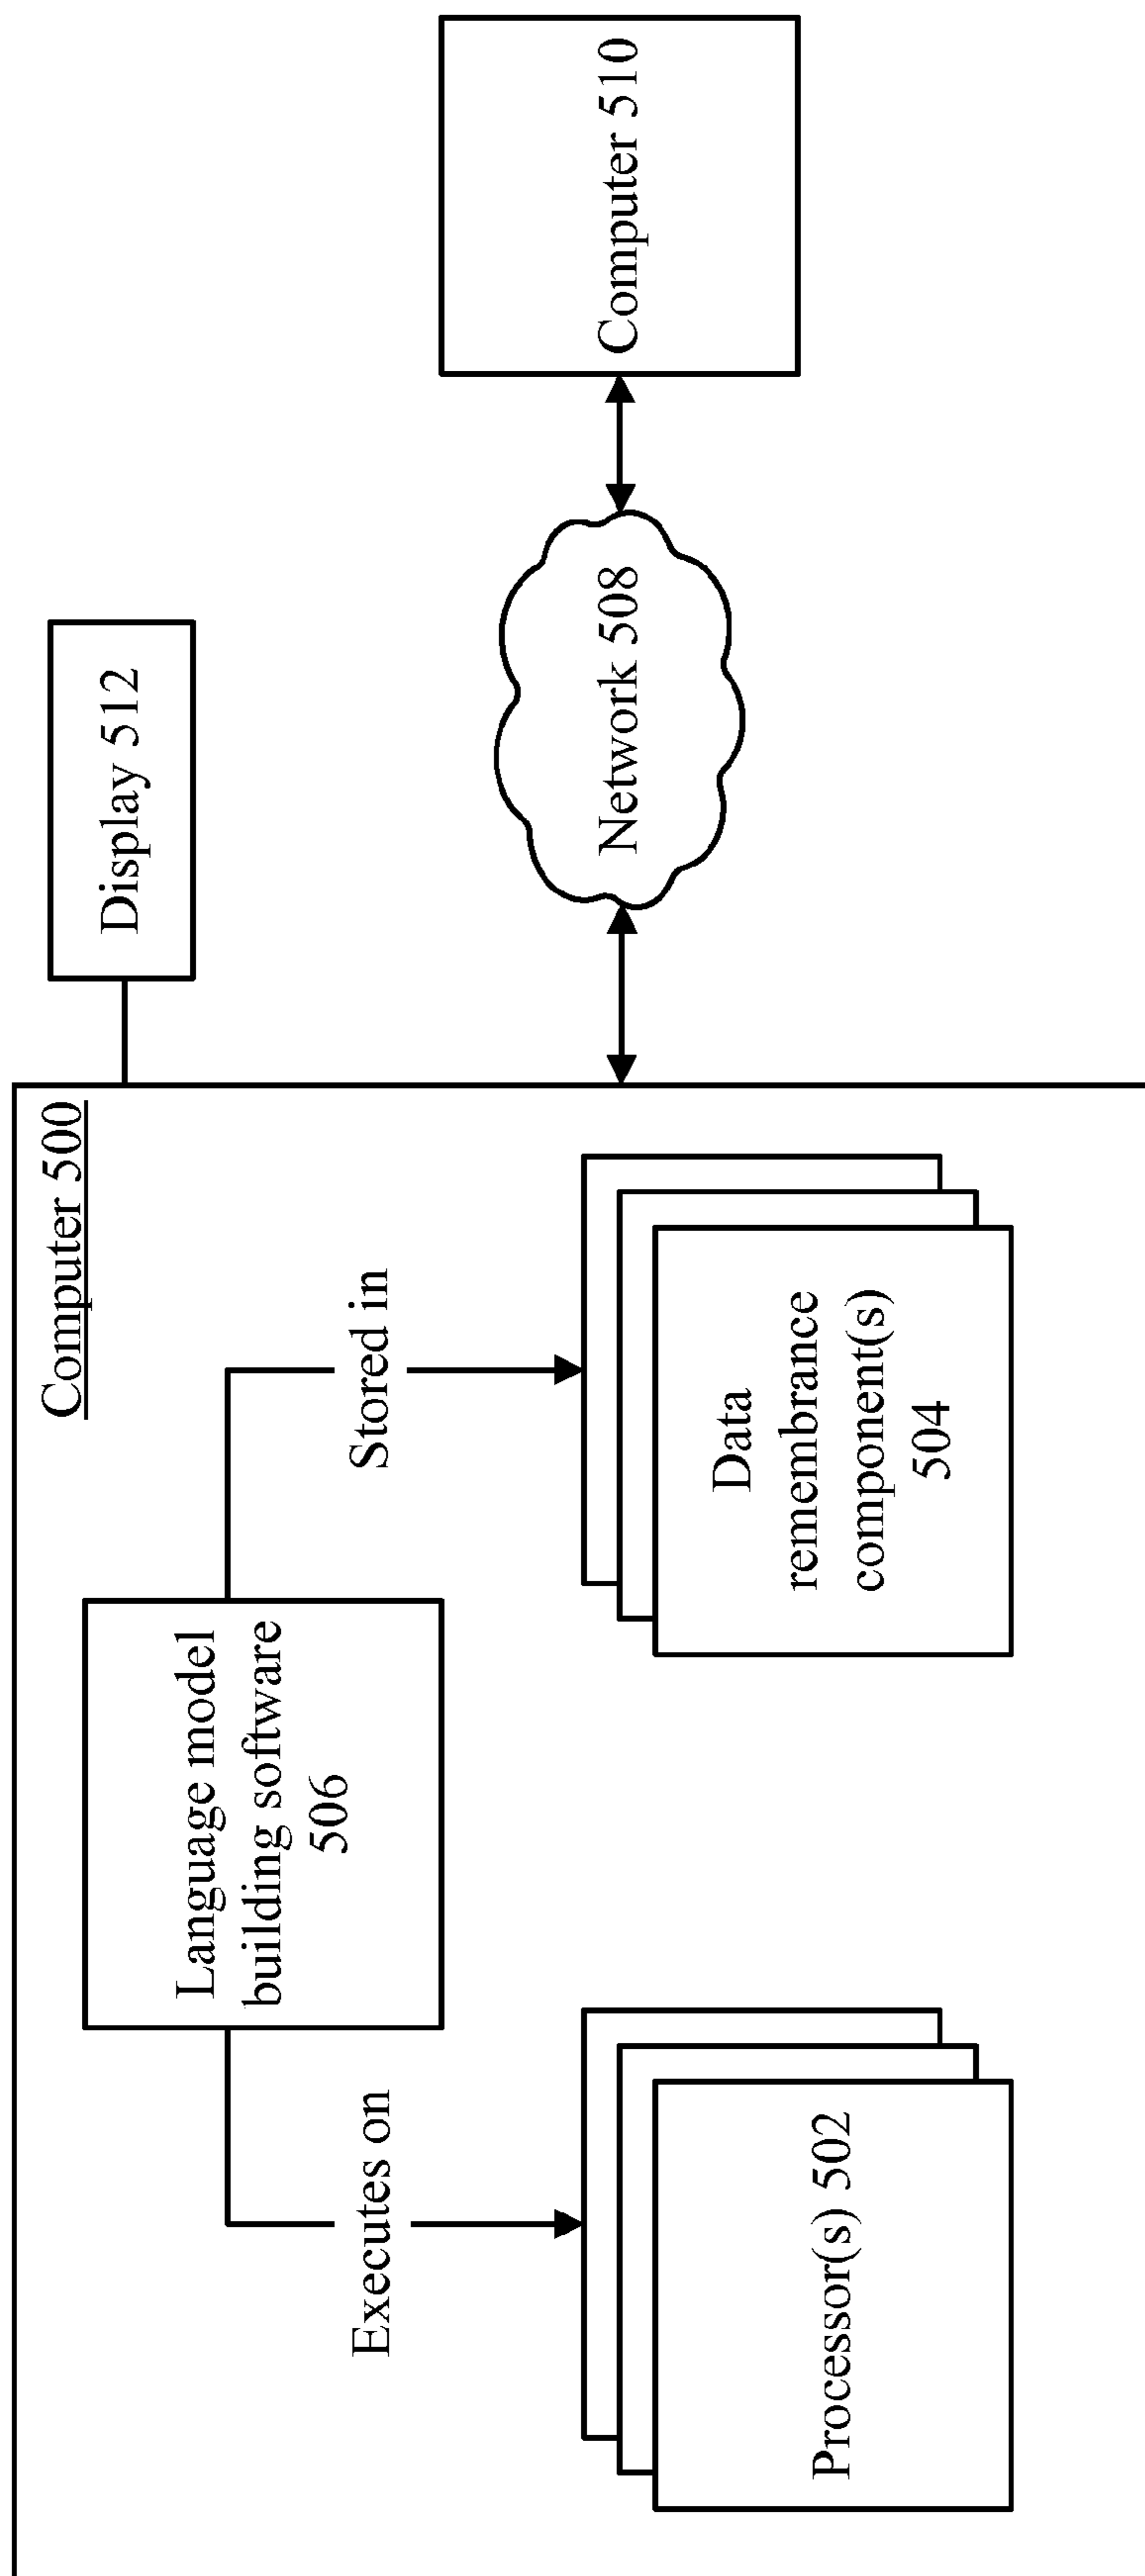 Computer 500
Display 512
Language model
building software
506
Executes on
Stored in
Processor(s) 502
Data
remembrance
component(s)
504
Network 508
Computer 510